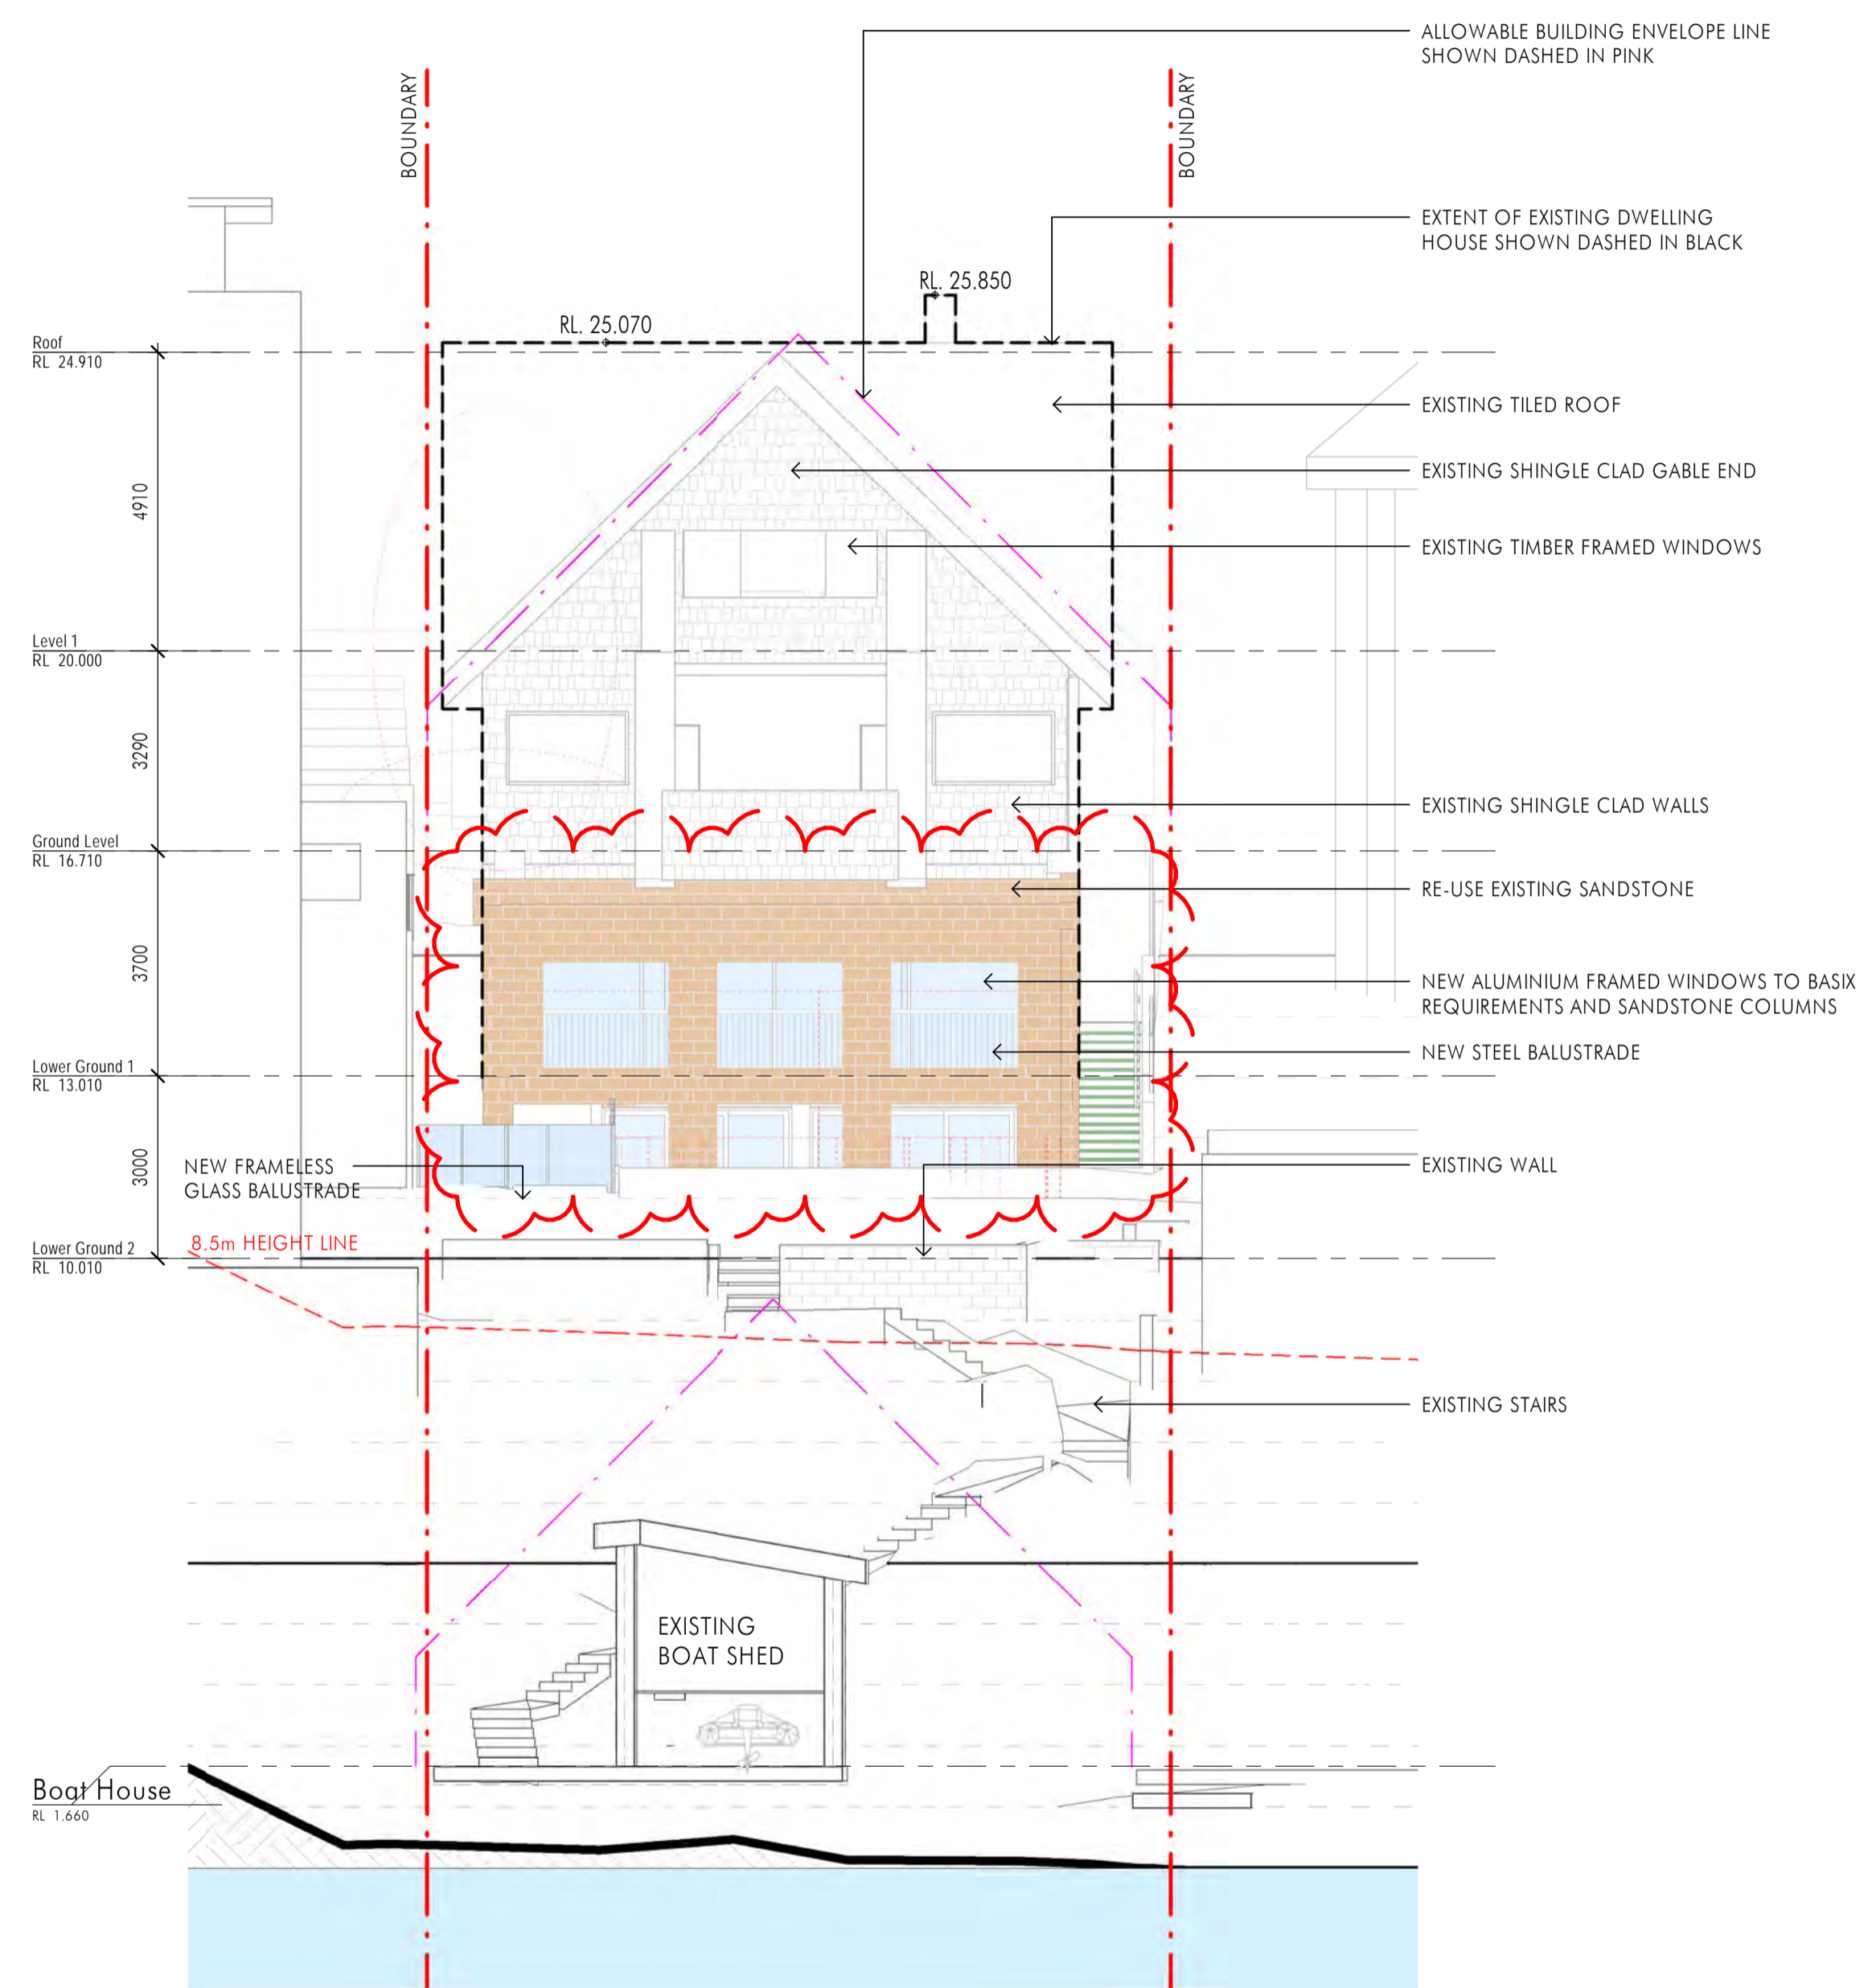 ALLOWABLE BUILDING ENVELOPE LINE
SHOWN DASHED IN PINK
BOUNDARY
BOUNDARY
EXTENT OF EXISTING DWELLING
HOUSE SHOWN DASHED IN BLACK
RL. 25.850
RL. 25.070
Roof
RL 24.910
EXISTING TILED ROOF
EXISTING SHINGLE CLAD GABLE END
4910
EXISTING TIMBER FRAMED WINDOWS
Level 1
RL 20.000
3290
EXISTING SHINGLE CLAD WALLS
Ground Level
RL 16.710
RE-USE EXISTING SANDSTONE
3700
NEW ALUMINIUM FRAMED WINDOWS TO BASIX
REQUIREMENTS AND SANDSTONE COLUMNS
NEW STEEL BALUSTRADE
Lower Ground 1
RL 13.010
3000
NEW FRAMELESS
GLASS BALUSTRADE
EXISTING WALL
8.5m HEIGHT LINE
Lower Ground 2
RL 10.010
EXISTING STAIRS
EXISTING
BOAT SHED
Boat House
RL 1.660